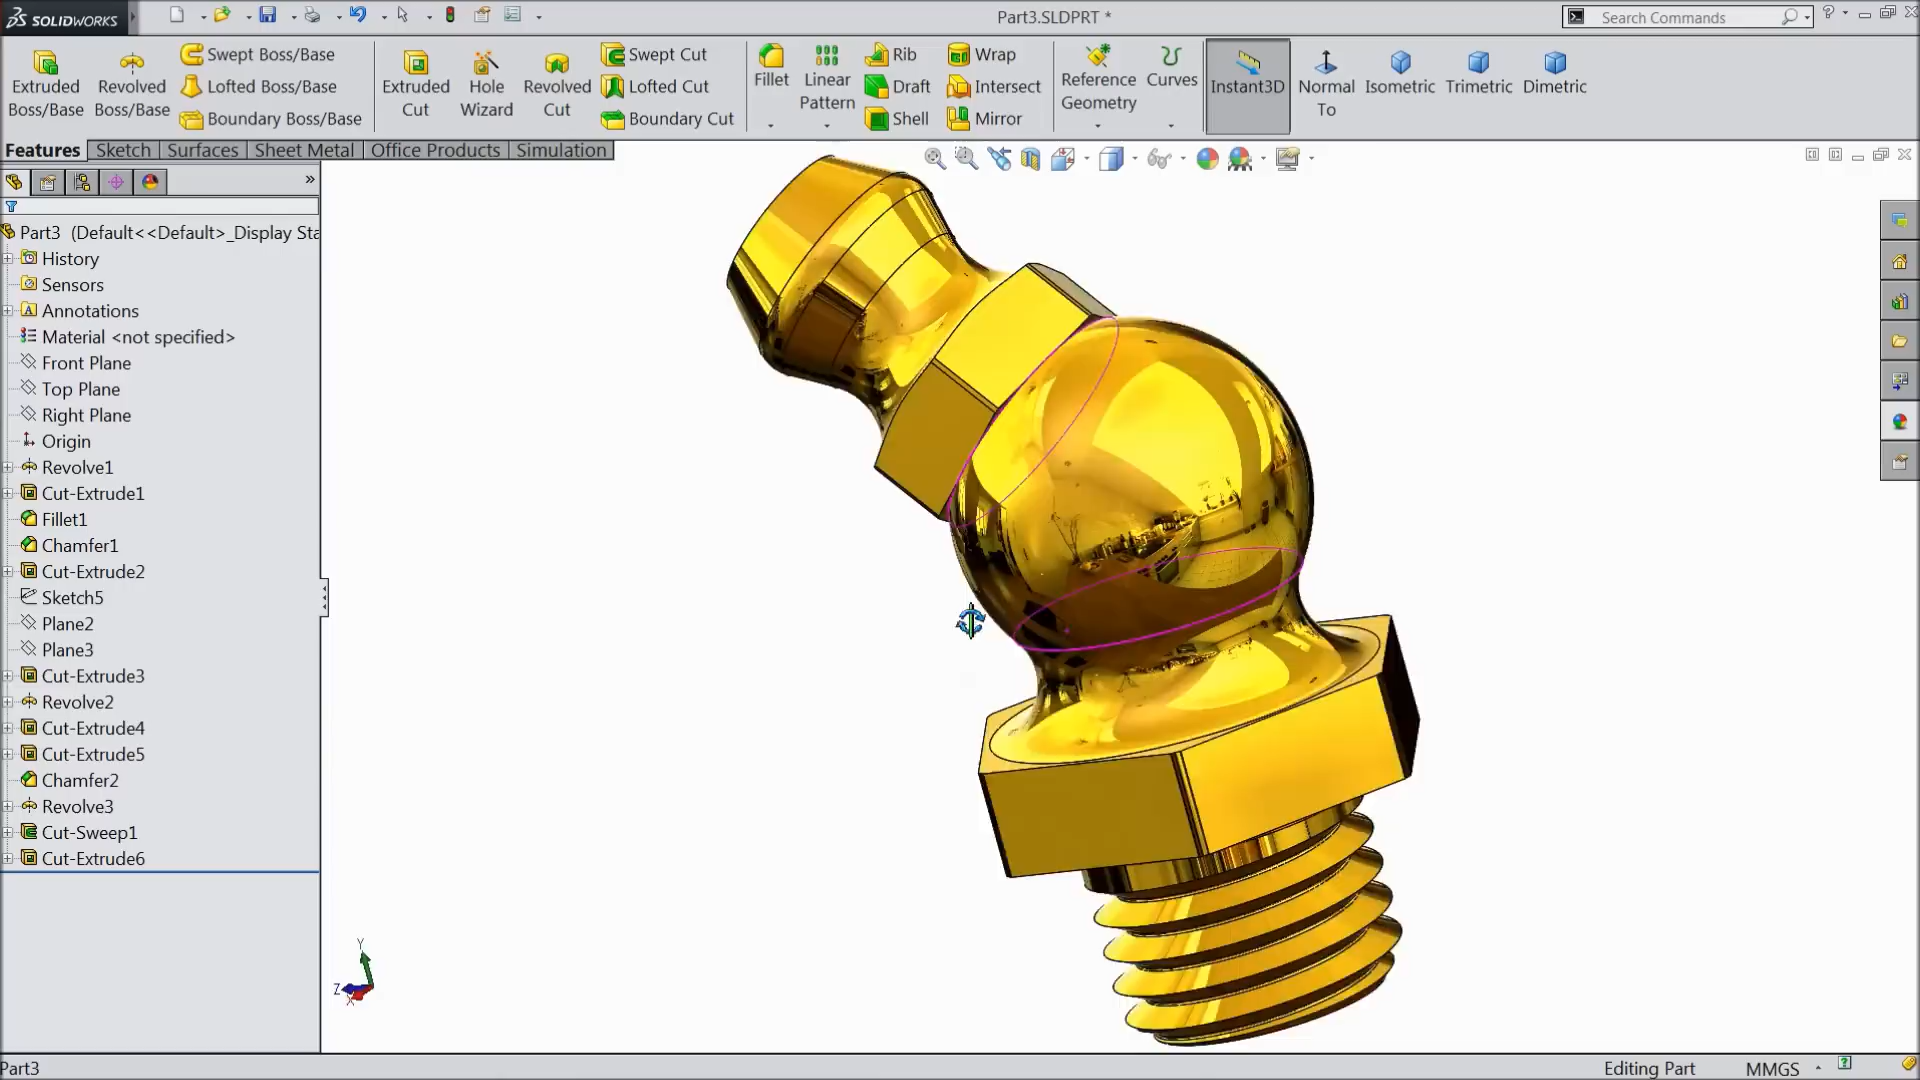 SOLIDWORKS
Part3.SLDPRT *
Search Commands
Extruded Boss/Base
Revolved Boss/Base
Swept Boss/Base
Lofted Boss/Base
Boundary Boss/Base
Extruded Cut
Hole Wizard
Revolved Cut
Swept Cut
Lofted Cut
Boundary Cut
Fillet
Linear Pattern
Rib
Draft
Shell
Wrap
Intersect
Mirror
Reference Geometry
Curves
Instant3D
Normal To
Isometric
Trimetric
Dimetric
Features
Sketch
Surfaces
Sheet Metal
Office Products
Simulation
Part3 (Default<<Default>_Display Sta
History
Sensors
Annotations
Material <not specified>
Front Plane
Top Plane
Right Plane
Origin
Revolve1
Cut-Extrude1
Fillet1
Chamfer1
Cut-Extrude2
Sketch5
Plane2
Plane3
Cut-Extrude3
Revolve2
Cut-Extrude4
Cut-Extrude5
Chamfer2
Revolve3
Cut-Sweep1
Cut-Extrude6
Y
Z
X
Part3
Editing Part
MMGS